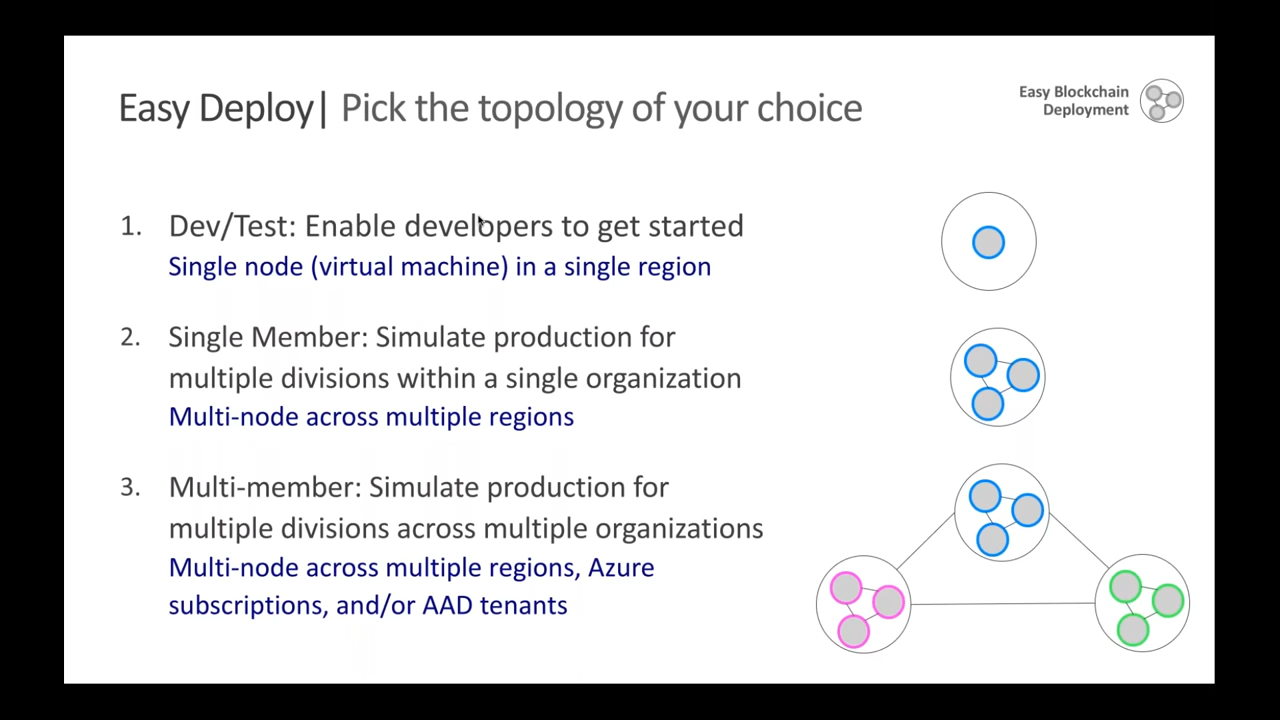 Easy Deploy| Pick the topology of your choice
Easy Blockchain
Deployment
1. Dev/Test: Enable developers to get started
Single node (virtual machine) in a single region
2. Single Member: Simulate production for
multiple divisions within a single organization
Multi-node across multiple regions
3. Multi-member: Simulate production for
multiple divisions across multiple organizations
Multi-node across multiple regions, Azure
subscriptions, and/or AAD tenants